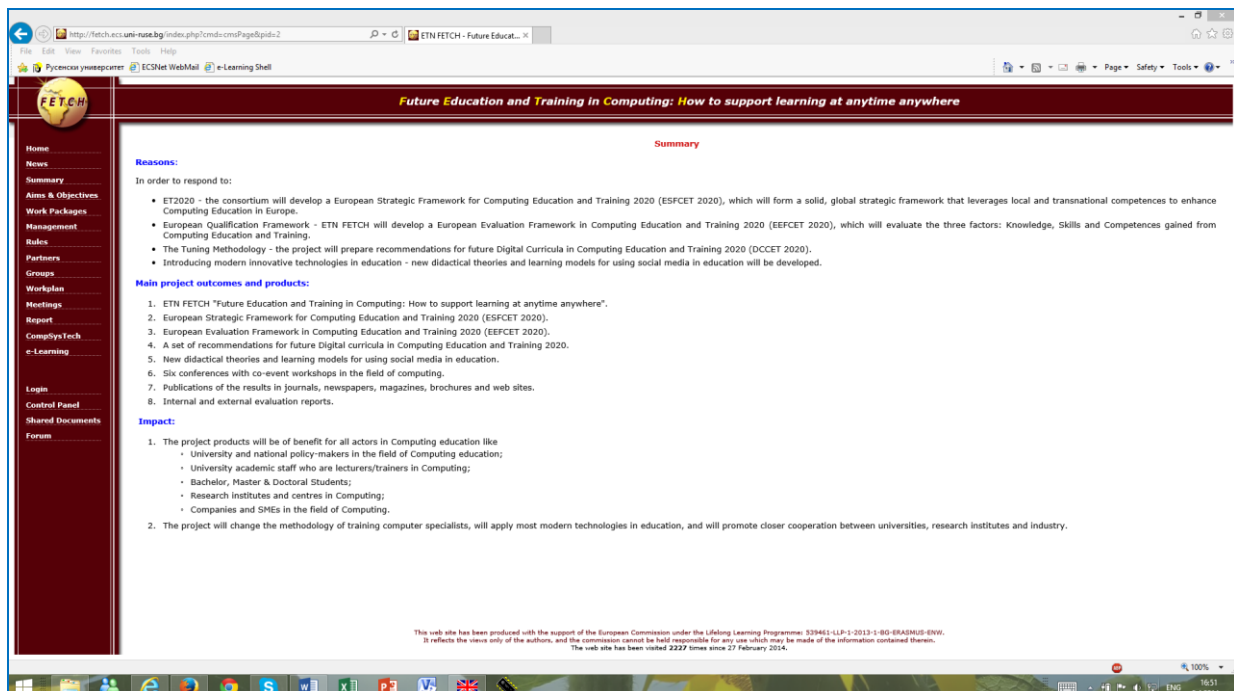 http://fetch.ecs.uni-ruse.bg/index.php?cmd=cmsPage&pid=2
ETN FETCH - Future Educat...
File Edit View Favorites Tools Help
Русенски университет ECSNet WebMail e-Learning Shell
Page Safety Tools
FETCH
Future Education and Training in Computing: How to support learning at anytime anywhere
Home
News
Summary
Aims & Objectives
Work Packages
Management
Rules
Partners
Groups
Workplan
Meetings
Report
CompSysTech
e-Learning
Login
Control Panel
Shared Documents
Forum
Summary
Reasons:
In order to respond to:
• ET2020 - the consortium will develop a European Strategic Framework for Computing Education and Training 2020 (ESFCET 2020), which will form a solid, global strategic framework that leverages local and transnational competences to enhance
Computing Education in Europe.
• European Qualification Framework - ETN FETCH will develop a European Evaluation Framework in Computing Education and Training 2020 (EEFCET 2020), which will evaluate the three factors: Knowledge, Skills and Competences gained from
Computing Education and Training.
• The Tuning Methodology - the project will prepare recommendations for future Digital Curricula in Computing Education and Training 2020 (DCCET 2020).
• Introducing modern innovative technologies in education - new didactical theories and learning models for using social media in education will be developed.
Main project outcomes and products:
1. ETN FETCH "Future Education and Training in Computing: How to support learning at anytime anywhere".
2. European Strategic Framework for Computing Education and Training 2020 (ESFCET 2020).
3. European Evaluation Framework in Computing Education and Training 2020 (EEFCET 2020).
4. A set of recommendations for future Digital curricula in Computing Education and Training 2020.
5. New didactical theories and learning models for using social media in education.
6. Six conferences with co-event workshops in the field of computing.
7. Publications of the results in journals, newspapers, magazines, brochures and web sites.
8. Internal and external evaluation reports.
Impact:
1. The project products will be of benefit for all actors in Computing education like
• University and national policy-makers in the field of Computing education;
• University academic staff who are lecturers/trainers in Computing;
• Bachelor, Master & Doctoral Students;
• Research institutes and centres in Computing;
• Companies and SMEs in the field of Computing.
2. The project will change the methodology of training computer specialists, will apply most modern technologies in education, and will promote closer cooperation between universities, research institutes and industry.
This web site has been produced with the support of the European Commission under the Lifelong Learning Programme: 539461-LLP-1-2013-1-BG-ERASMUS-ENW.
It reflects the views only of the authors, and the commission cannot be held responsible for any use which may be made of the information contained therein.
The web site has been visited 2227 times since 27 February 2014.
100%
ENG
16:51